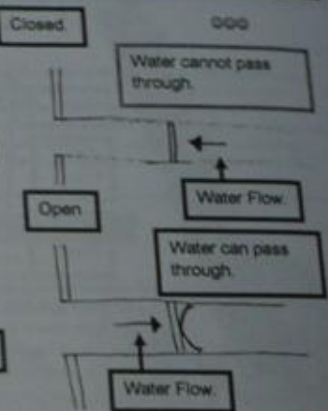 Closed.
Water cannot pass
through.
Water Flow.
Open
Water can pass
through.
Water Flow.